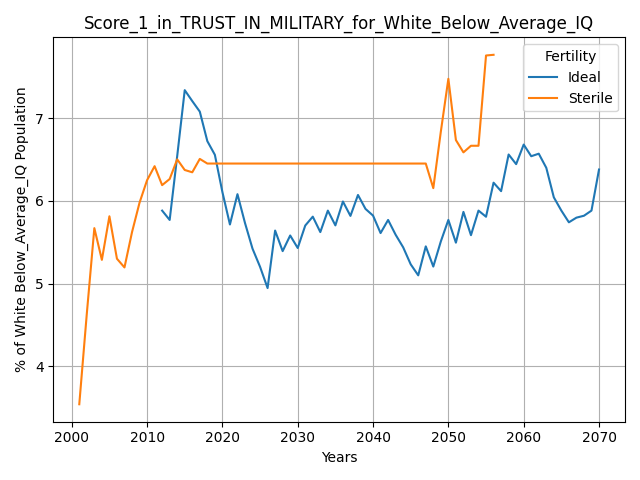 Score_1_in_TRUST_IN_MILITARY_for_White_Below_Average_IQ
Fertility
Ideal
Sterile
% of White Below_Average_IQ Population
7
6
5
4
2000 2010 2020 2030 2040 2050 2060 2070
Years